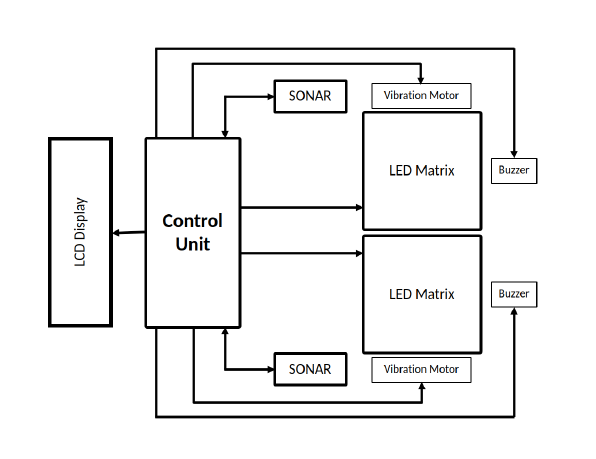 SONAR
Vibration Motor
LED Matrix
Buzzer
LCD Display
Control
Unit
LED Matrix
Buzzer
SONAR
Vibration Motor